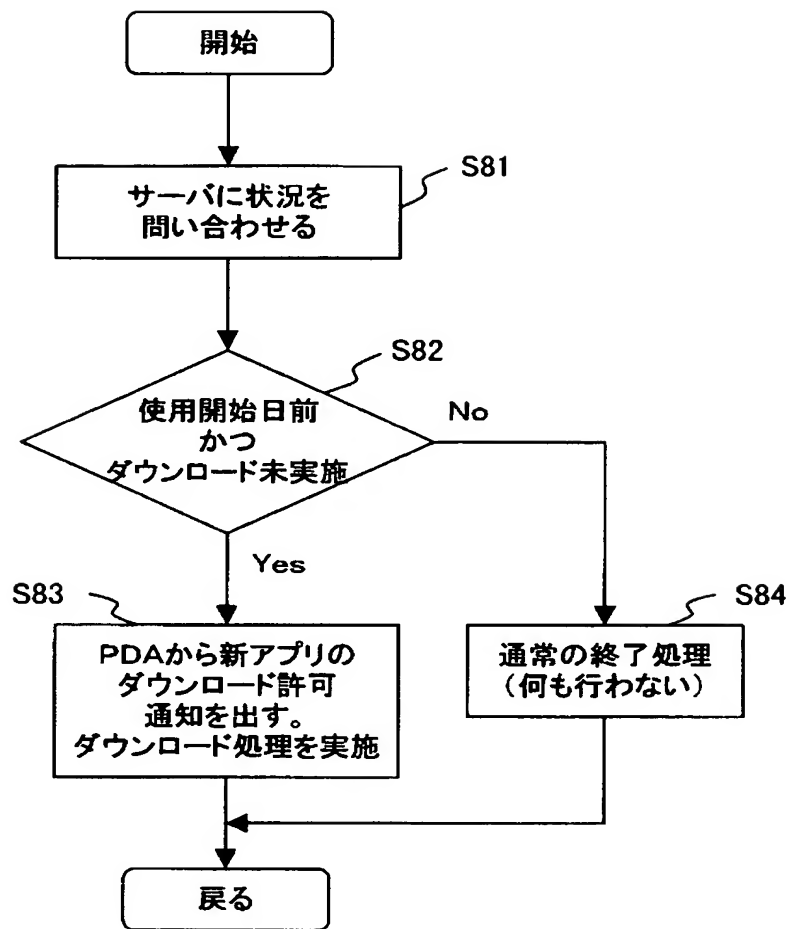 開始
S81
サーバに状況を
問い合わせる
S82
使用開始日前
かつ
ダウンロード未実施
No
Yes
S83
PDAから新アプリの
ダウンロード許可
通知を出す。
ダウンロード処理を実施
S84
通常の終了処理
(何も行わない)
戻る